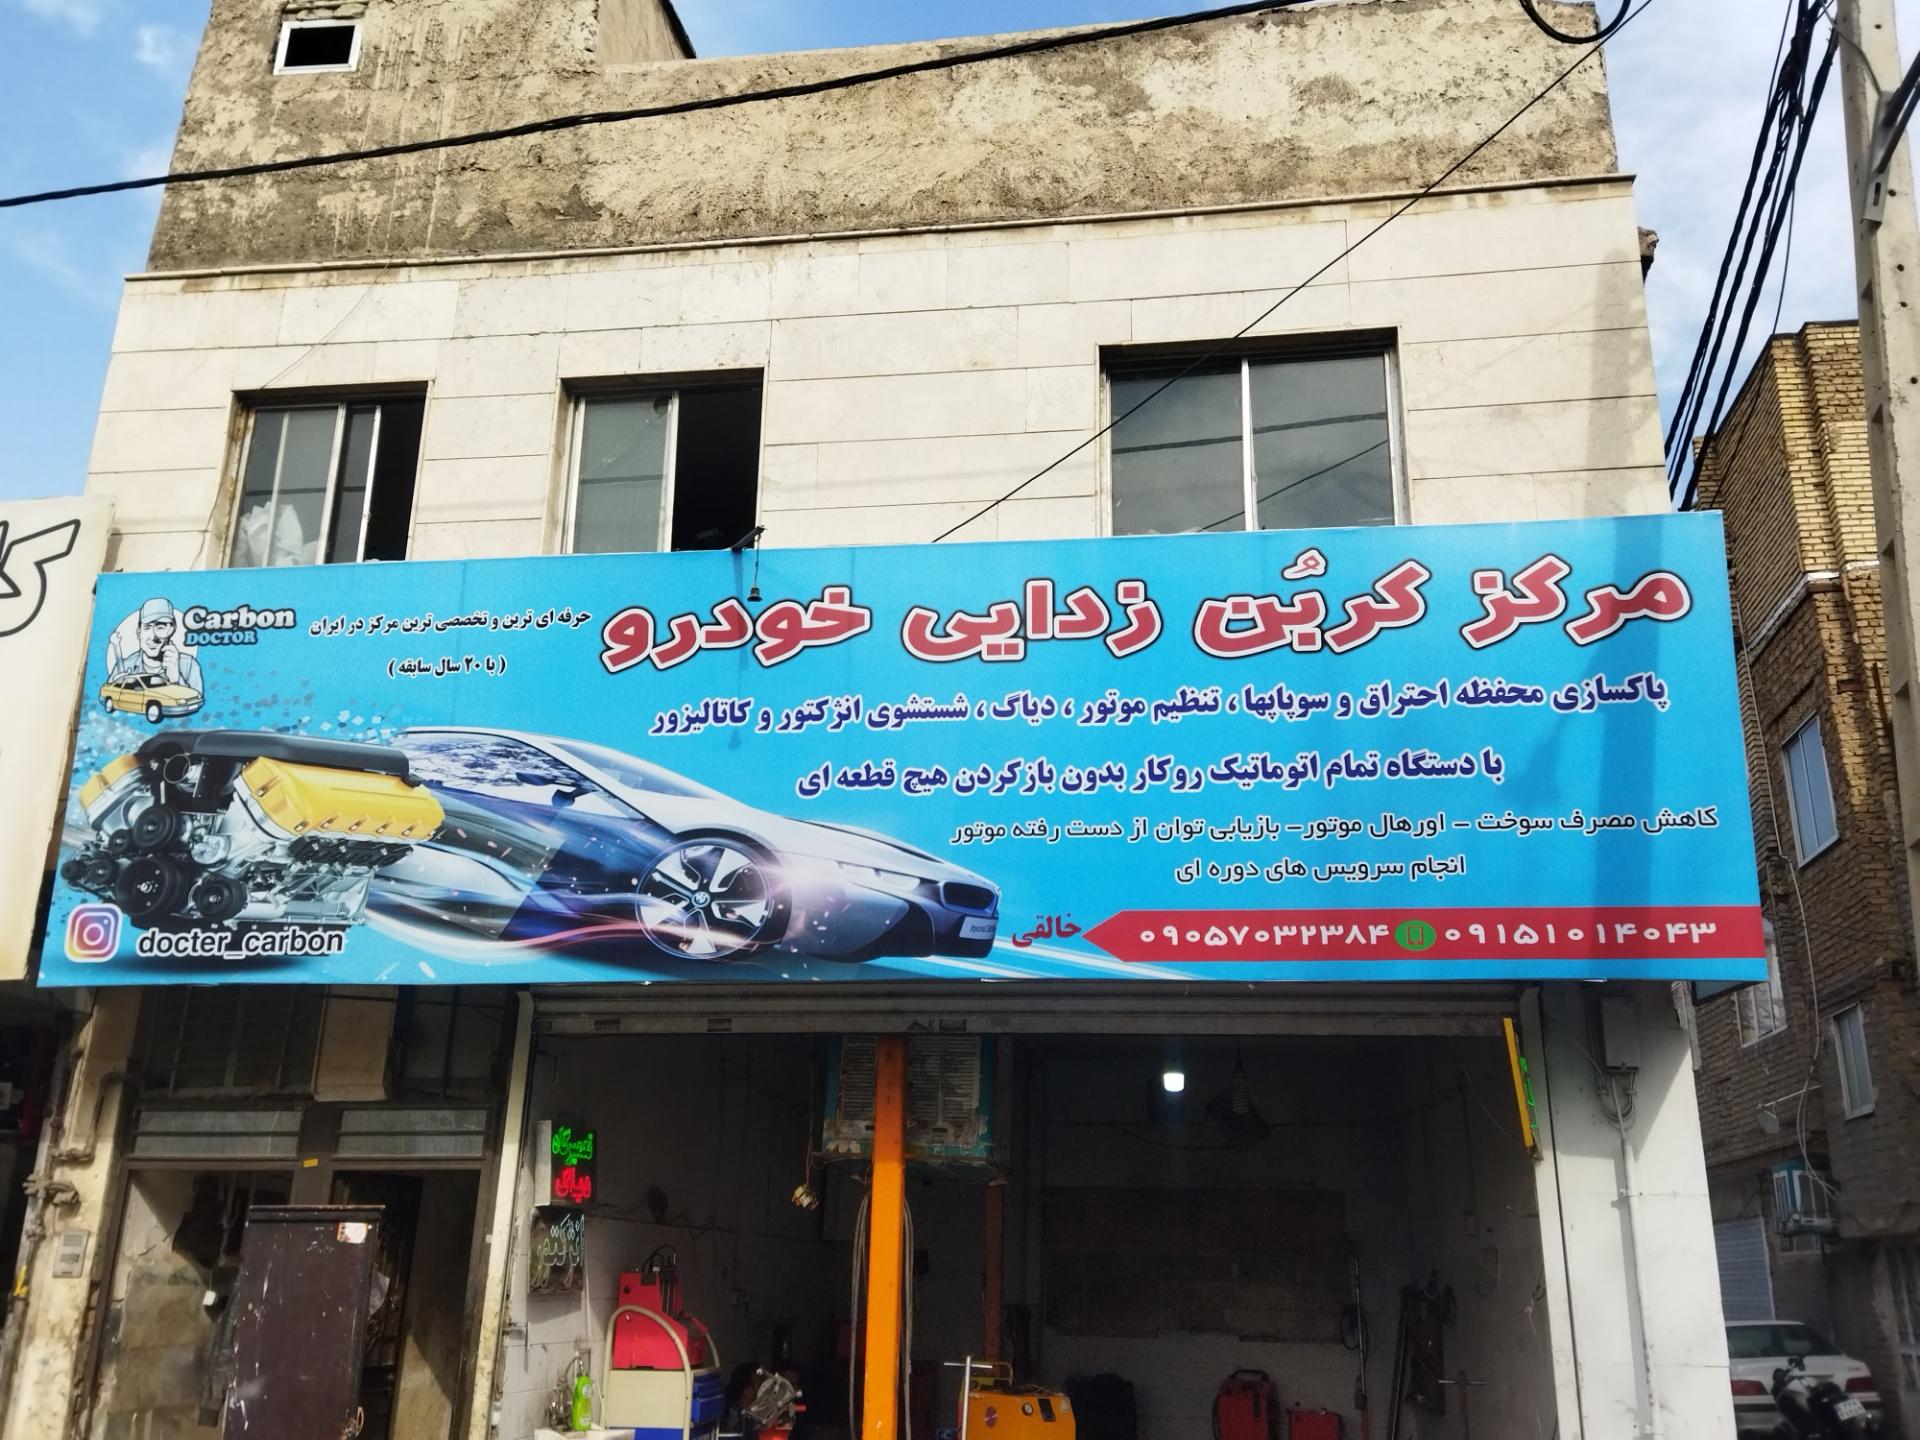 مرکز کربُن زدایی خودرو
پاکسازی محفظه احتراق و سوپاپها ، تنظیم موتور ، دیاگ ، شستشوی انژکتور و کاتالیزور
با دستگاه تمام اتوماتیک روکار بدون بازکردن هیچ قطعه ای
کاهش مصرف سوخت - اورهال موتور- بازیابی توان از دست رفته موتور
انجام سرویس های دوره ای
۰۹۱۵۱۰۱۴۰۴۳ ۰۹۰۵۷۰۳۲۳۸۴ خالقی
حرفه ای ترین و تخصصی ترین مرکز در ایران
( با ۲۰ سال سابقه )
Carbon
DOCTOR
docter_carbon
تعمیرگاه
دیاگ